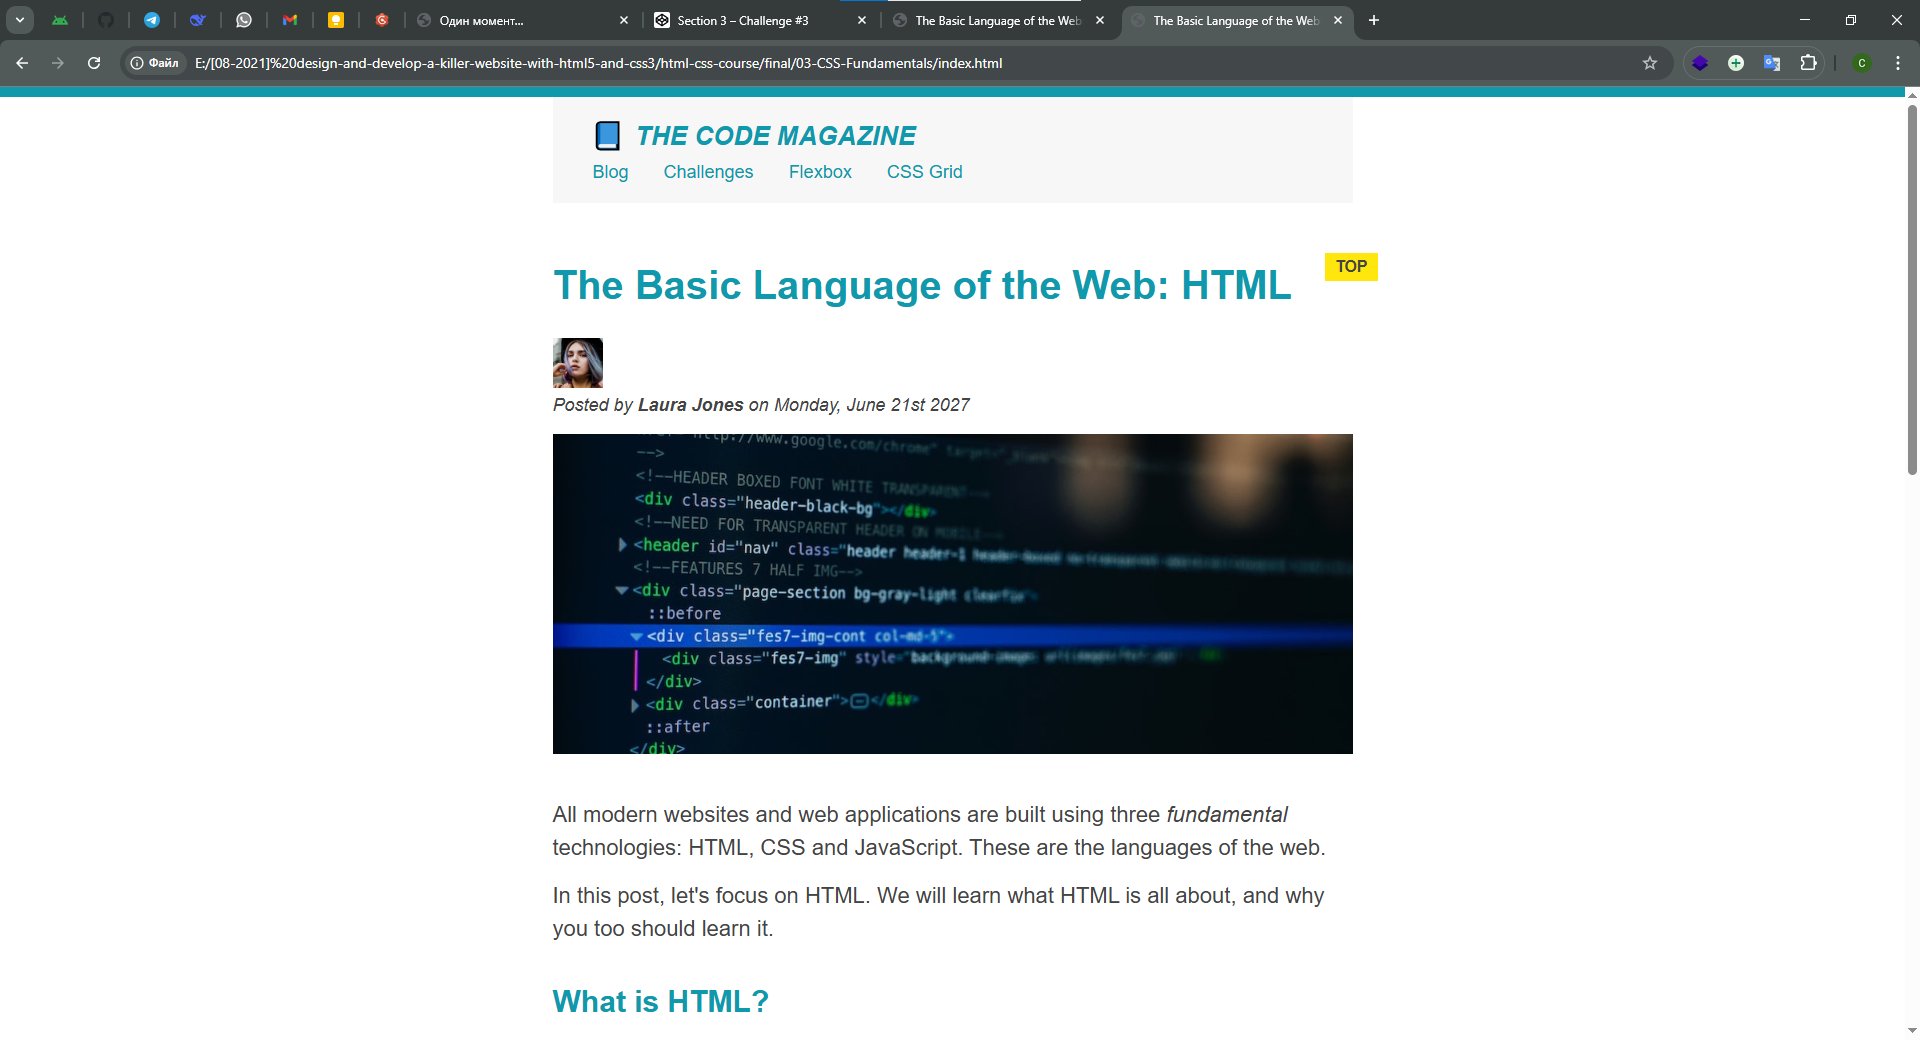 Один момент...
Section 3 – Challenge #3
The Basic Language of the Web
The Basic Language of the Web
Файл
E:/[08-2021]%20design-and-develop-a-killer-website-with-html5-and-css3/html-css-course/final/03-CSS-Fundamentals/index.html
C
THE CODE MAGAZINE
Blog Challenges Flexbox CSS Grid
The Basic Language of the Web: HTML
TOP
Posted by Laura Jones on Monday, June 21st 2027
http://www.google.com/chrome" target="_blank"
-->
<!--HEADER BOXED FONT WHITE TRANSPARENT-->
<div class="header-black-bg"></div>
<!--NEED FOR TRANSPARENT HEADER ON MOBILE-->
<header id="nav" class="header header-1 header-boxed
<!--FEATURES 7 HALF IMG-->
<div class="page-section bg-gray-light clearfix">
::before
<div class="fes7-img-cont col-md-5">
<div class="fes7-img" style="background-image:
</div>
<div class="container"></div>
::after
</div>
All modern websites and web applications are built using three fundamental
technologies: HTML, CSS and JavaScript. These are the languages of the web.
In this post, let's focus on HTML. We will learn what HTML is all about, and why
you too should learn it.
What is HTML?